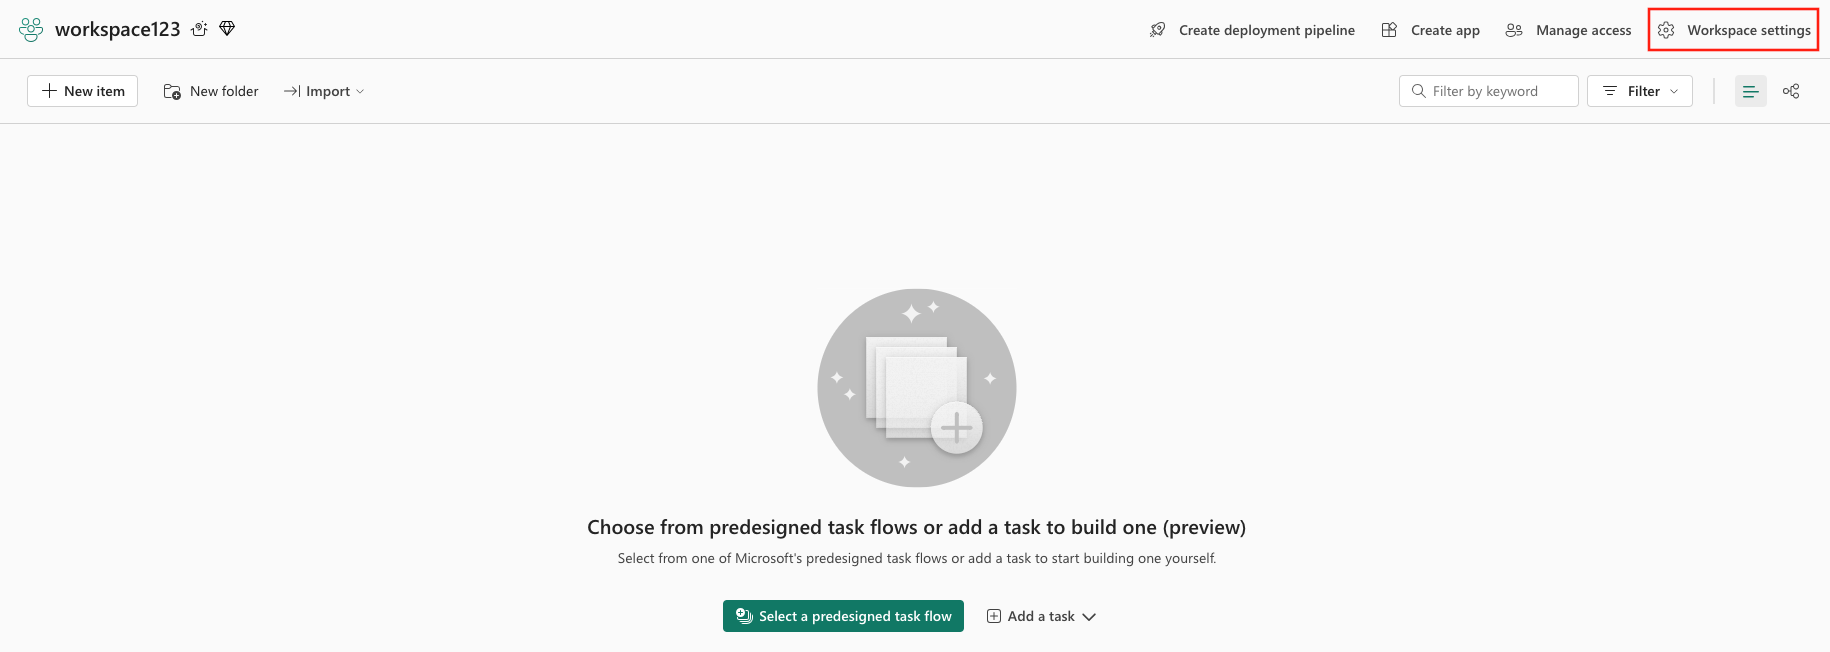 workspace123
Create deployment pipeline
Create app
Manage access
Workspace settings
New item
New folder
Import
Filter by keyword
Filter
Choose from predesigned task flows or add a task to build one (preview)
Select from one of Microsoft's predesigned task flows or add a task to start building one yourself.
Select a predesigned task flow
Add a task